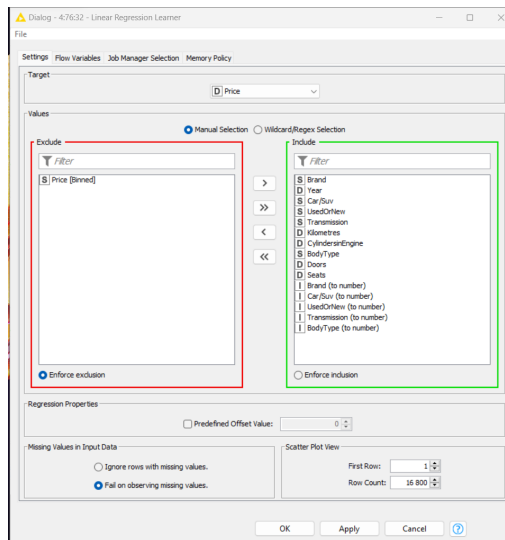 Dialog - 4:76:32 - Linear Regression Learner
File
Settings Flow Variables Job Manager Selection Memory Policy
Target
D Price
Values
Manual Selection Wildcard/Regex Selection
Exclude
Filter
S Price [Binned]
Enforce exclusion
>
>>
<
<<
Include
Filter
S Brand
D Year
S Car/Suv
S UsedOrNew
S Transmission
D Kilometres
D CylindersinEngine
S BodyType
D Doors
D Seats
I Brand (to number)
I Car/Suv (to number)
I UsedOrNew (to number)
I Transmission (to number)
I BodyType (to number)
Enforce inclusion
Regression Properties
Predefined Offset Value: 0
Missing Values in Input Data
Ignore rows with missing values.
Fail on observing missing values.
Scatter Plot View
First Row: 1
Row Count: 16 800
OK Apply Cancel ?